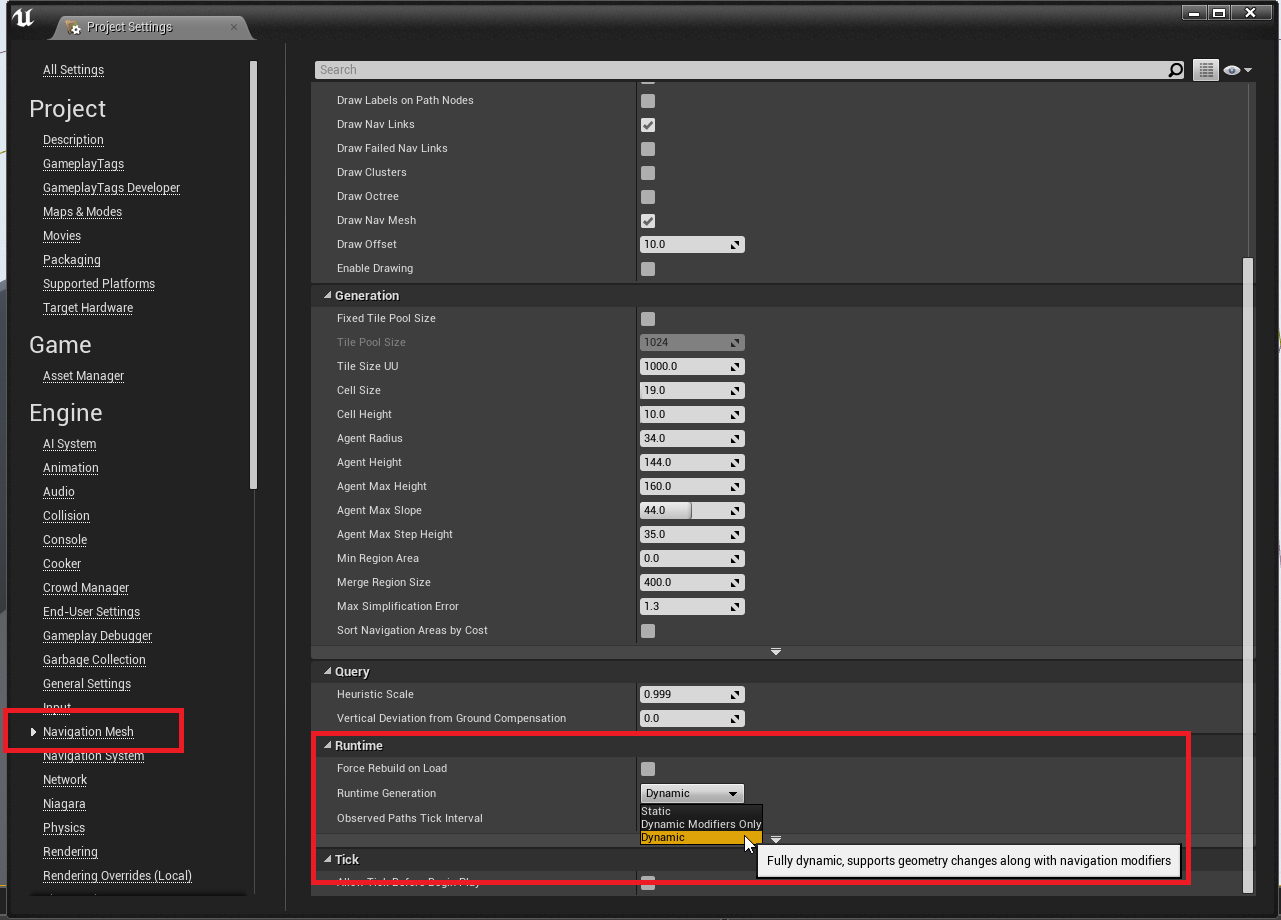 Project Settings
All Settings
Project
Description
GameplayTags
GameplayTags Developer
Maps & Modes
Movies
Packaging
Supported Platforms
Target Hardware
Game
Asset Manager
Engine
AI System
Animation
Audio
Collision
Console
Cooker
Crowd Manager
End-User Settings
Gameplay Debugger
Garbage Collection
General Settings
Input
Navigation Mesh
Navigation System
Network
Niagara
Physics
Rendering
Rendering Overrides (Local)
Search
Draw Labels on Path Nodes
Draw Nav Links
Draw Failed Nav Links
Draw Clusters
Draw Octree
Draw Nav Mesh
Draw Offset 10.0
Enable Drawing
Generation
Fixed Tile Pool Size
Tile Pool Size 1024
Tile Size UU 1000.0
Cell Size 19.0
Cell Height 10.0
Agent Radius 34.0
Agent Height 144.0
Agent Max Height 160.0
Agent Max Slope 44.0
Agent Max Step Height 35.0
Min Region Area 0.0
Merge Region Size 400.0
Max Simplification Error 1.3
Sort Navigation Areas by Cost
Query
Heuristic Scale 0.999
Vertical Deviation from Ground Compensation 0.0
Runtime
Force Rebuild on Load
Runtime Generation Dynamic
Static
Observed Paths Tick Interval
Dynamic Modifiers Only
Dynamic
Fully dynamic, supports geometry changes along with navigation modifiers
Tick
Allow Tick Before Begin Play